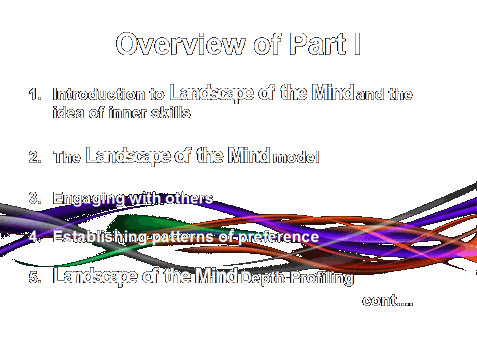 Overview of Part I
1. Introduction to Landscape of the Mind and the
idea of inner skills
2. The Landscape of the Mind model
3. Engaging with others
4. Establishing patterns of preference
5. Landscape of the Mind Depth Profiling
cont....